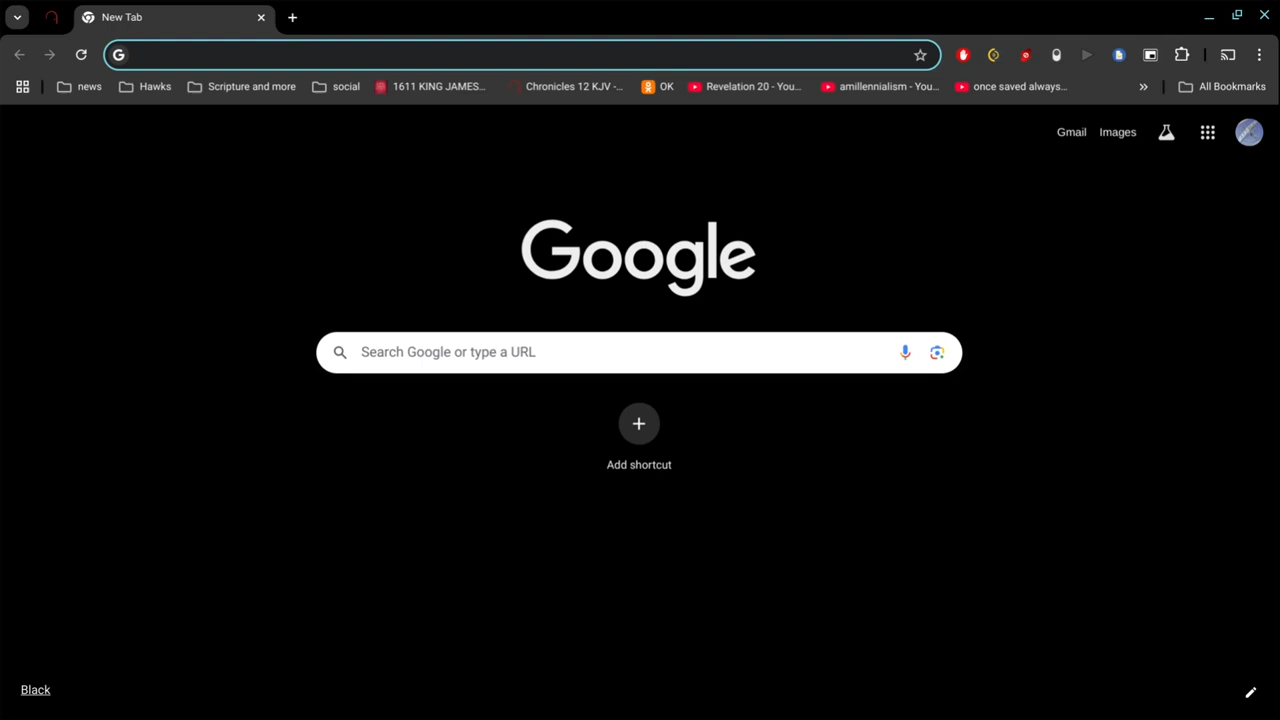 New Tab
news
Hawks
Scripture and more
social
1611 KING JAMES...
Chronicles 12 KJV -...
OK
Revelation 20 - You...
amillennialism - You...
once saved always...
All Bookmarks
Gmail
Images
Google
Search Google or type a URL
Add shortcut
Black